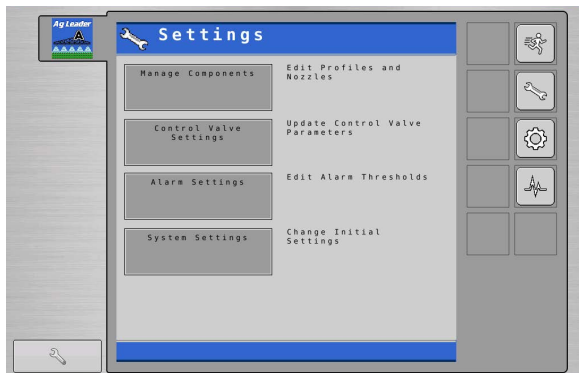 Ag Leader
A
Settings
Manage Components
Edit Profiles and
Nozzles
Control Valve
Settings
Update Control Valve
Parameters
Alarm Settings
Edit Alarm Thresholds
System Settings
Change Initial
Settings